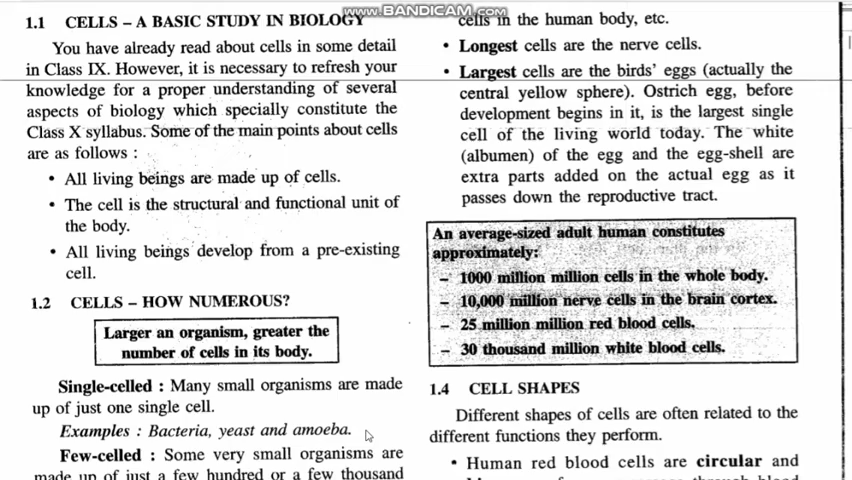 www.BANDICAM.com
1.1 CELLS – A BASIC STUDY IN BIOLOGY
You have already read about cells in some detail
in Class IX. However, it is necessary to refresh your
knowledge for a proper understanding of several
aspects of biology which specially constitute the
Class X syllabus. Some of the main points about cells
are as follows :
• All living beings are made up of cells.
• The cell is the structural and functional unit of
the body.
• All living beings develop from a pre-existing
cell.
1.2 CELLS – HOW NUMEROUS?
Larger an organism, greater the
number of cells in its body.
Single-celled : Many small organisms are made
up of just one single cell.
Examples : Bacteria, yeast and amoeba.
Few-celled : Some very small organisms are
made up of just a few hundred or a few thousand
cells in the human body, etc.
• Longest cells are the nerve cells.
• Largest cells are the birds' eggs (actually the
central yellow sphere). Ostrich egg, before
development begins in it, is the largest single
cell of the living world today. The white
(albumen) of the egg and the egg-shell are
extra parts added on the actual egg as it
passes down the reproductive tract.
An average-sized adult human constitutes
approximately:
– 1000 million million cells in the whole body.
– 10,000 million nerve cells in the brain cortex.
– 25 million million red blood cells.
– 30 thousand million white blood cells.
1.4 CELL SHAPES
Different shapes of cells are often related to the
different functions they perform.
• Human red blood cells are circular and